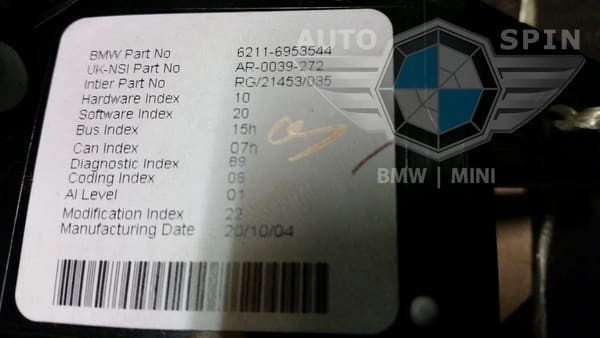 AUTO SPIN
BMW Part No 6211-6953544
UK-NSI Part No AR-0039-272
Intier Part No RG/21453/035
Hardware Index 10
Software Index 20
Bus Index 15h
Can Index 07h
Diagnostic Index 89
Coding Index 06
AI Level 01
Modification Index 22
Manufacturing Date 20/10/04
BMW | MINI